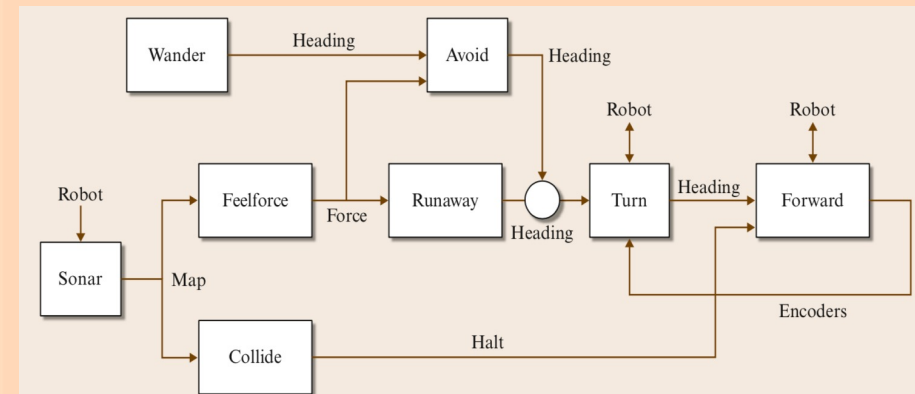 Wander
Heading
Avoid
Heading
Robot
Robot
Robot
Feelforce
Force
Runaway
Heading
Turn
Heading
Forward
Sonar
Map
Encoders
Collide
Halt